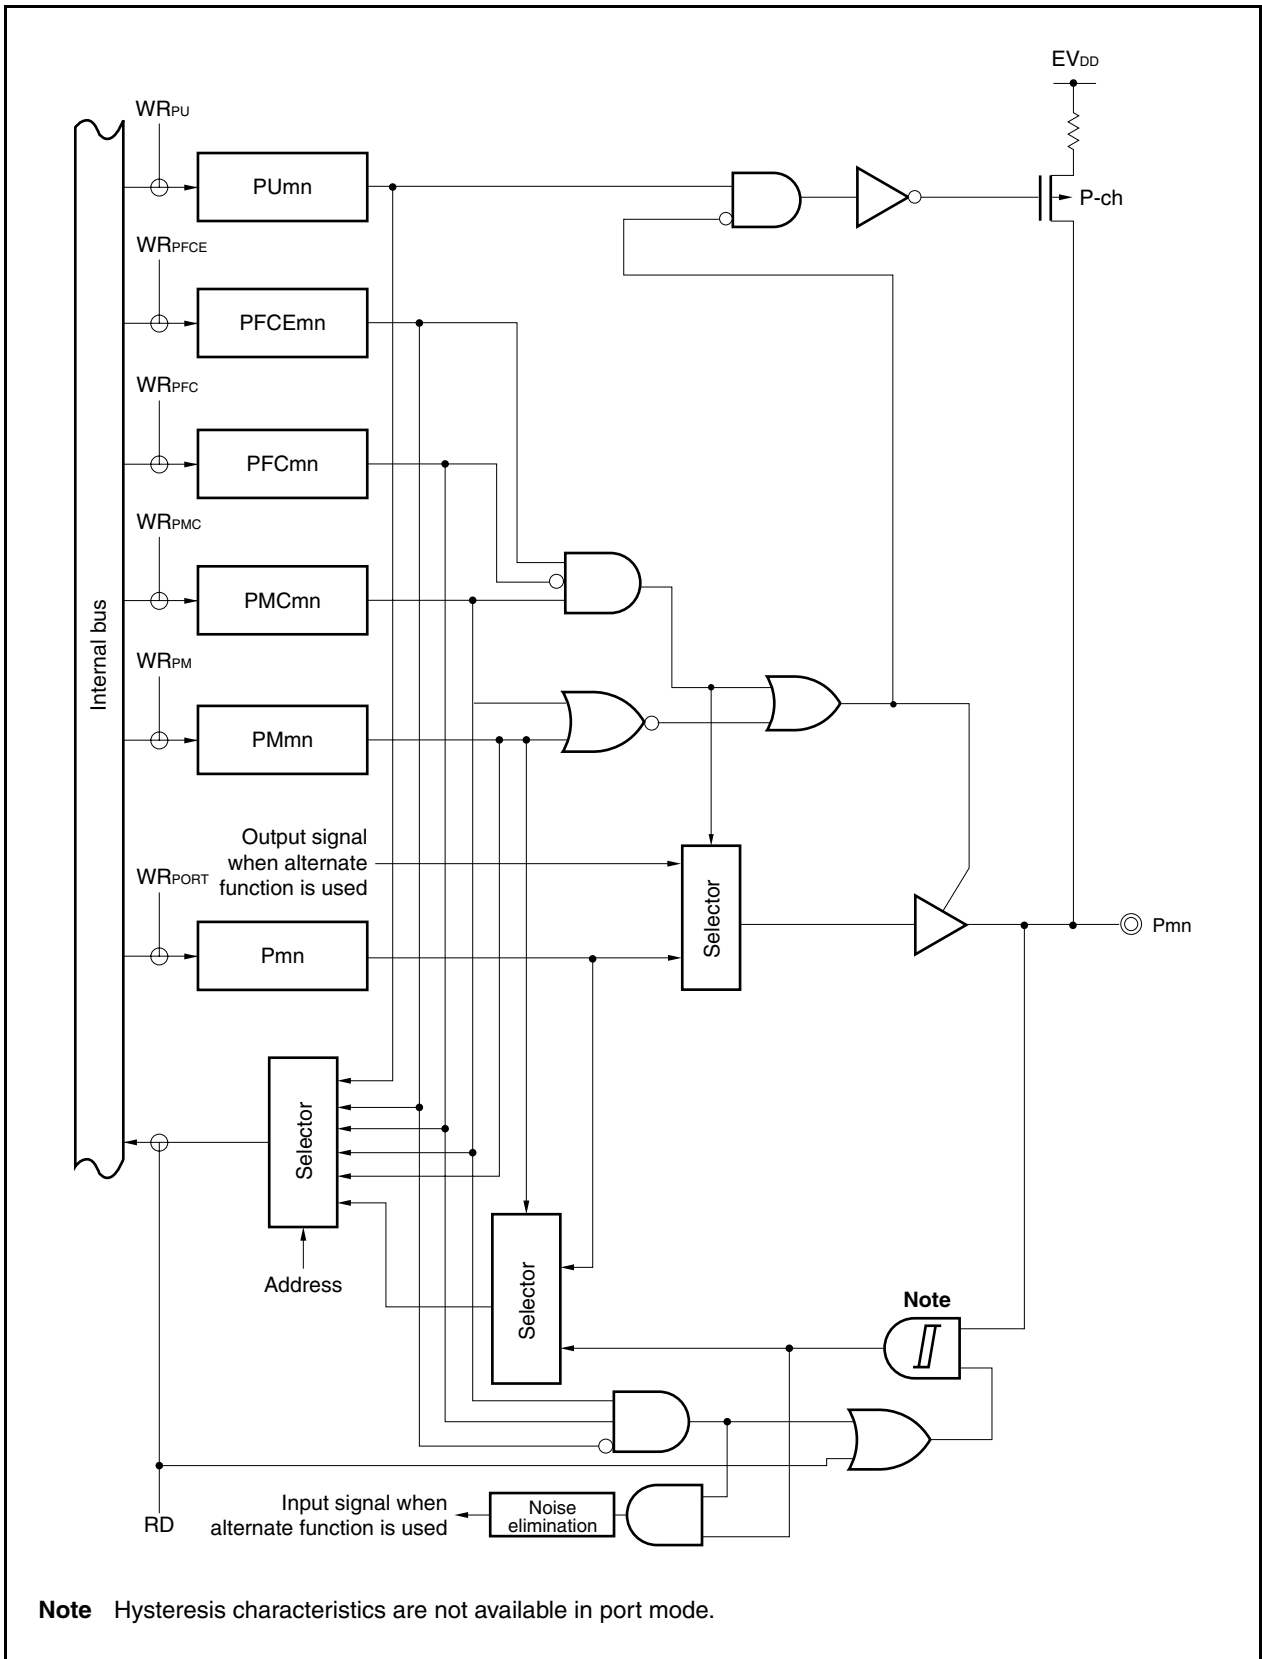 EVDD
WRPU
PUmn
P-ch
WRPFCE
PFCEmn
WRPFC
PFCmn
WRPMC
PMCmn
Internal bus
WRPM
PMmn
Output signal
when alternate
function is used
WRPORT
Pmn
Selector
Pmn
Selector
Address
Selector
Note
RD
Input signal when
alternate function is used
Noise
elimination
Note Hysteresis characteristics are not available in port mode.